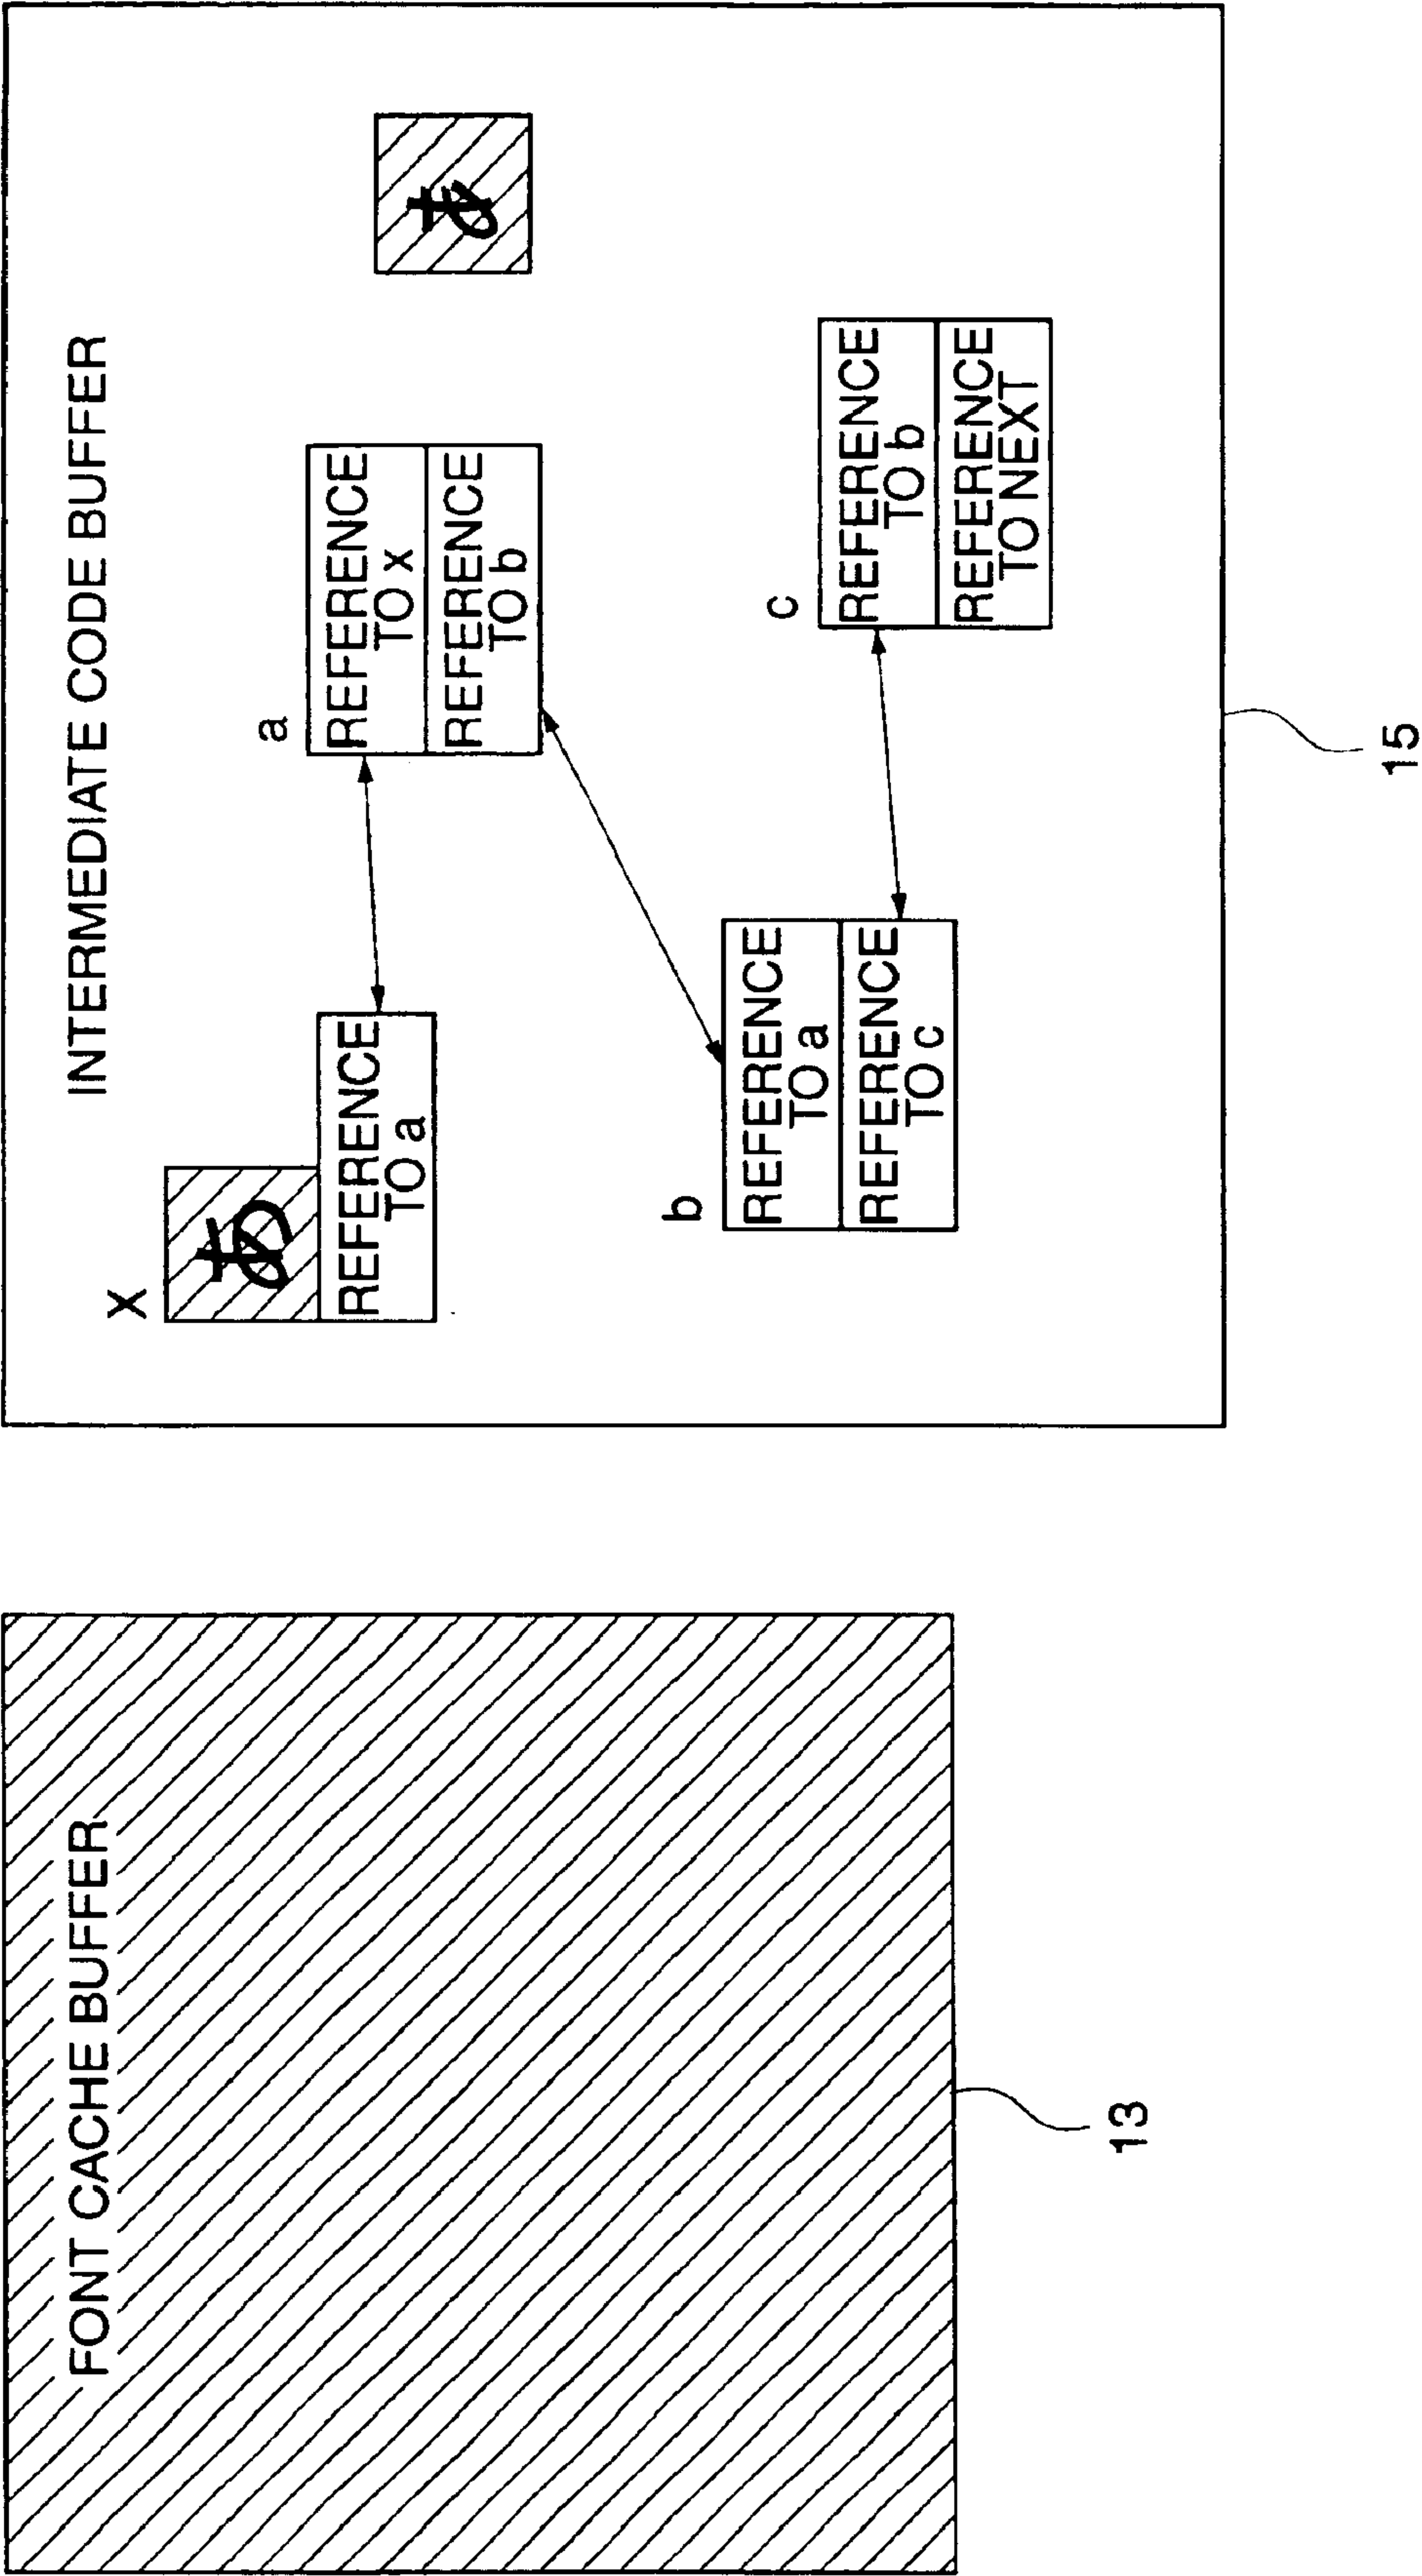 FONT CACHE BUFFER
13
INTERMEDIATE CODE BUFFER
x
あ
REFERENCE
TO a
a
REFERENCE
TO x
REFERENCE
TO b
b
REFERENCE
TO a
REFERENCE
TO c
c
REFERENCE
TO b
REFERENCE
TO NEXT
15